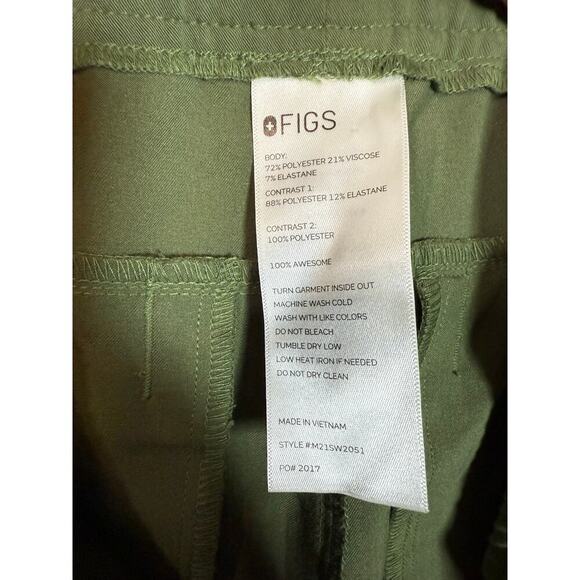 FIGS
BODY:
72% POLYESTER 21% VISCOSE
7% ELASTANE
CONTRAST 1:
88% POLYESTER 12% ELASTANE
CONTRAST 2:
100% POLYESTER
100% AWESOME
TURN GARMENT INSIDE OUT
MACHINE WASH COLD
WASH WITH LIKE COLORS
DO NOT BLEACH
TUMBLE DRY LOW
LOW HEAT IRON IF NEEDED
DO NOT DRY CLEAN
MADE IN VIETNAM
STYLE #:M21SW2051
PO# 2017